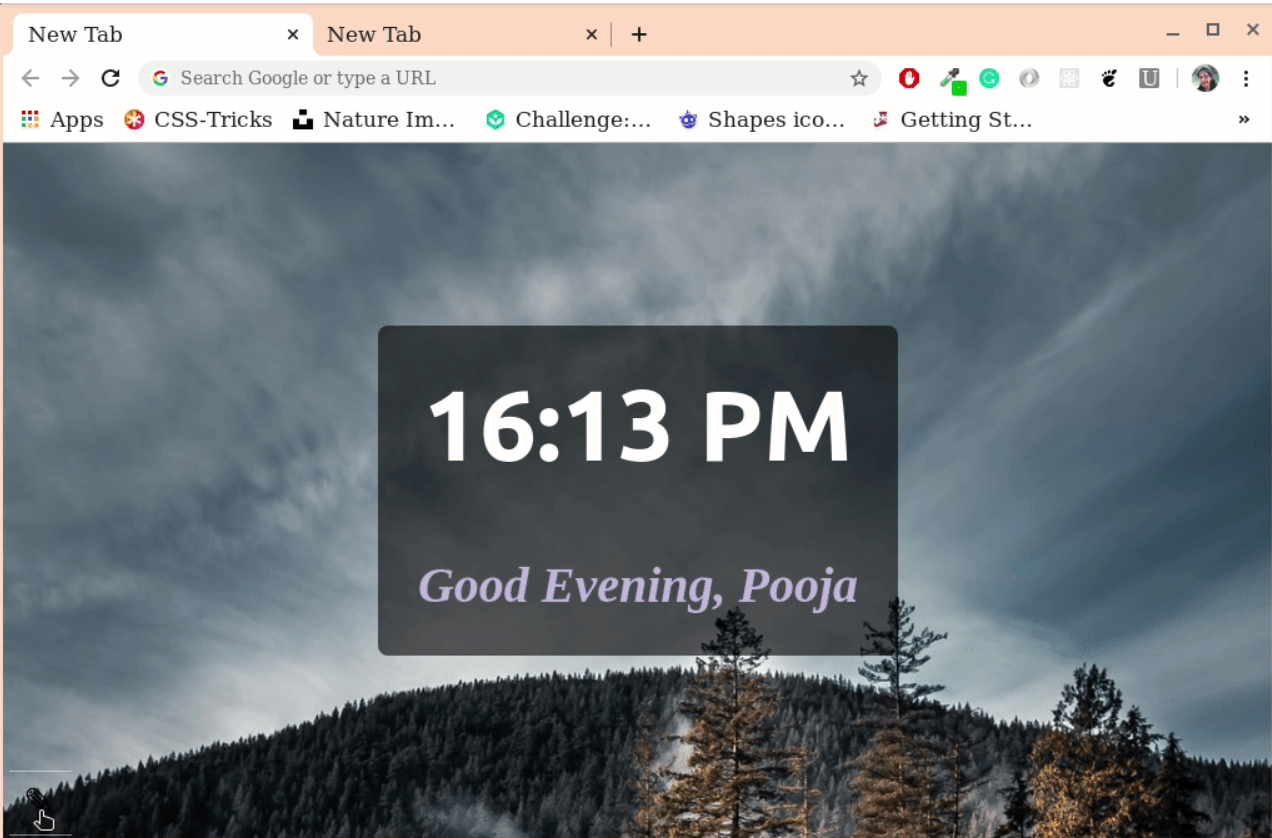 New Tab New Tab
Search Google or type a URL
Apps CSS-Tricks Nature Im... Challenge:... Shapes ico... Getting St... »
16:13 PM
Good Evening, Pooja